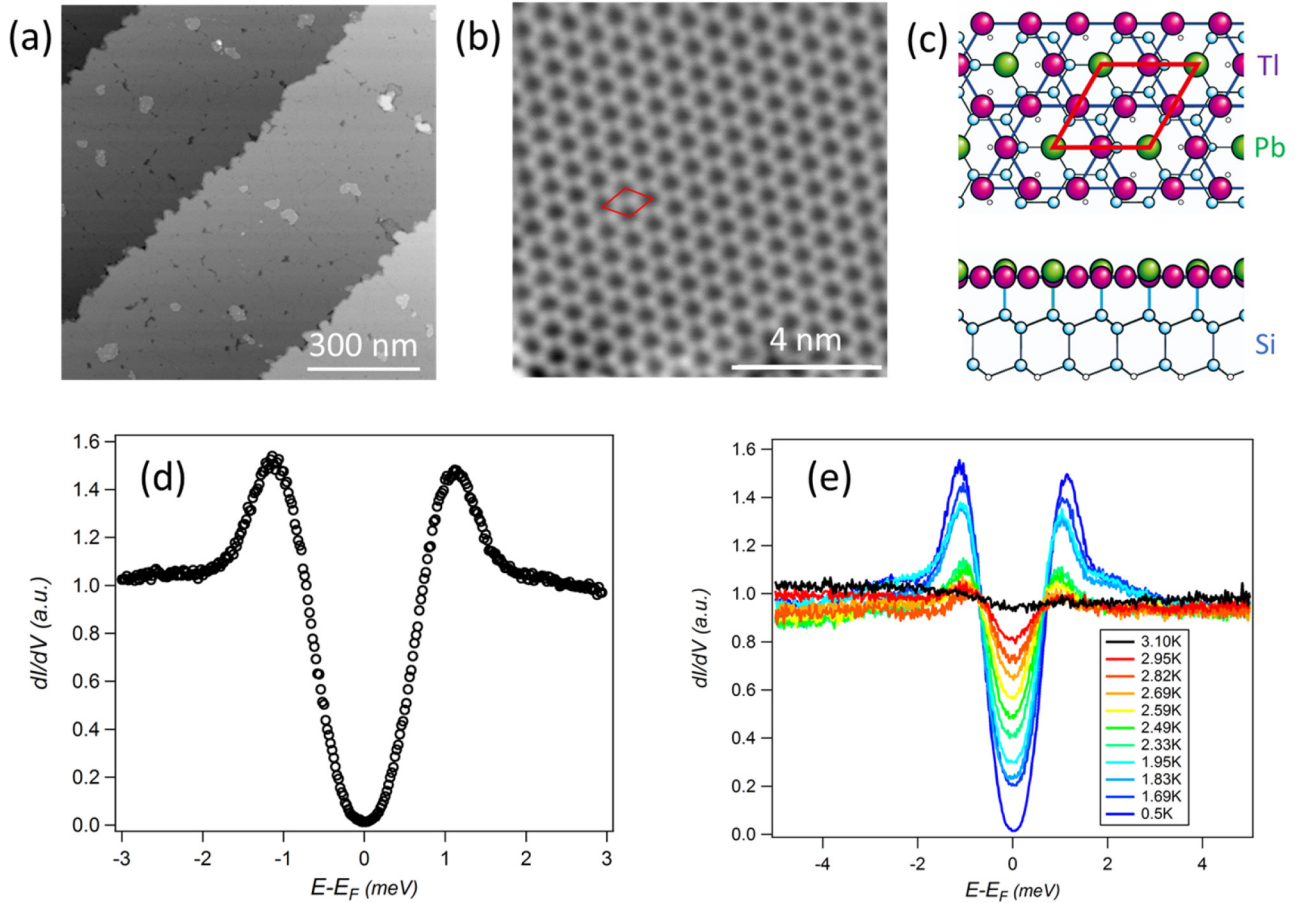 (a)
300 nm
(b)
4 nm
(c)
Tl
Pb
Si
(d)
1.6
1.4
1.2
1.0
0.8
0.6
0.4
0.2
0.0
dI/dV (a.u.)
-3
-2
-1
0
1
2
3
E-E_F (meV)
(e)
1.6
1.4
1.2
1.0
0.8
0.6
0.4
0.2
0.0
dI/dV (a.u.)
3.10K
2.95K
2.82K
2.69K
2.59K
2.49K
2.33K
1.95K
1.83K
1.69K
0.5K
-4
-2
0
2
4
E-E_F (meV)